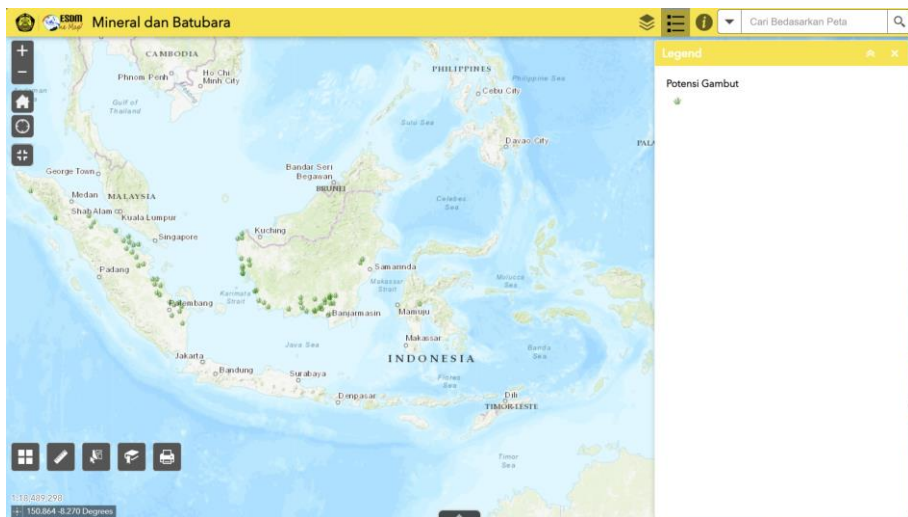 ESDM
One Map
Mineral dan Batubara
Cari Bedasarkan Peta
Legend
Potensi Gambut
CAMBODIA
Phnom Penh
Ho Chi
Minh City
Gulf of
Thailand
PHILIPPINES
Philippine Sea
Cebu City
Sulu Sea
Davao City
PALA
George Town
Bandar Seri
Begawan
BRUNEI
Celebes
Sea
Medan
MALAYSIA
Shah Alam
Kuala Lumpur
Kuching
Singapore
Samarinda
Padang
Makassar
Strait
Molucca
Sea
Karimata
Strait
Palembang
Banjarmasin
Mamuju
Makassar
Java Sea
Banda
Sea
Jakarta
INDONESIA
Bandung
Surabaya
Flores
Sea
Denpasar
Dili
TIMOR-LESTE
Timor
Sea
1:18,489,298
150.864 -8.270 Degrees